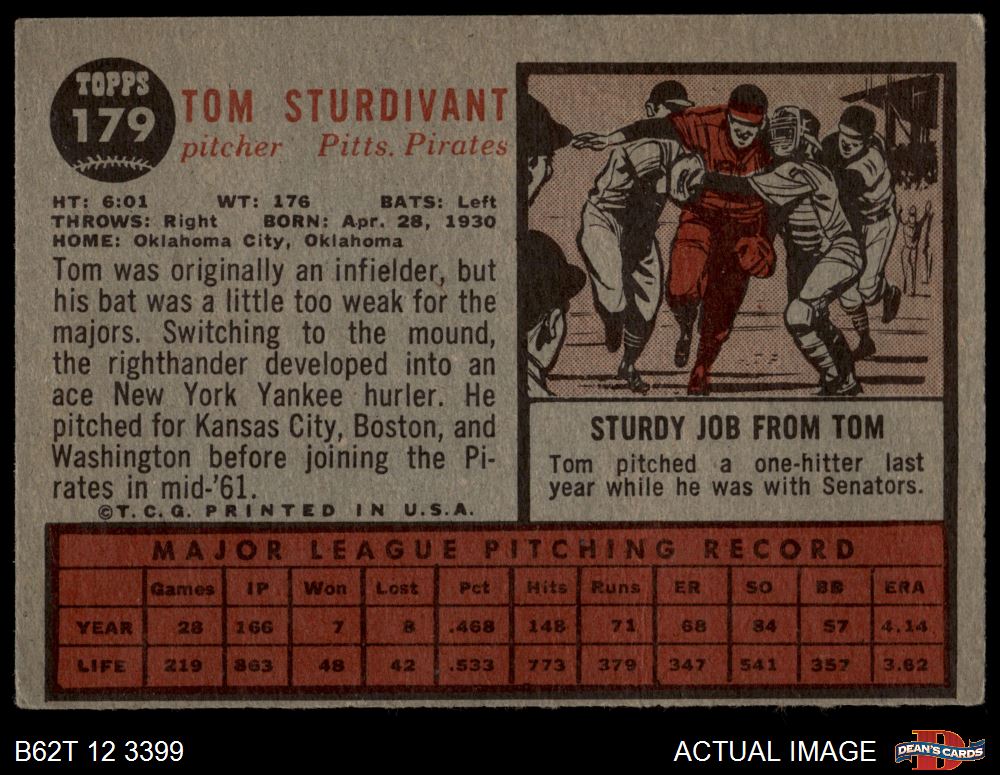 TOPPS
179
TOM STURDIVANT
pitcher Pitts. Pirates
HT: 6:01 WT: 176 BATS: Left
THROWS: Right BORN: Apr. 28, 1930
HOME: Oklahoma City, Oklahoma
Tom was originally an infielder, but
his bat was a little too weak for the
majors. Switching to the mound,
the righthander developed into an
ace New York Yankee hurler. He
pitched for Kansas City, Boston, and
Washington before joining the Pi-
rates in mid-'61.
©T.C.G. PRINTED IN U.S.A.
STURDY JOB FROM TOM
Tom pitched a one-hitter last
year while he was with Senators.
MAJOR LEAGUE PITCHING RECORD
Games IP Won Lost Pct Hits Runs ER SO BB ERA
YEAR 28 166 7 8 .468 148 71 68 84 57 4.14
LIFE 219 863 48 42 .533 773 379 347 541 357 3.62
B62T 12 3399
ACTUAL IMAGE
D
DEAN'S CARDS